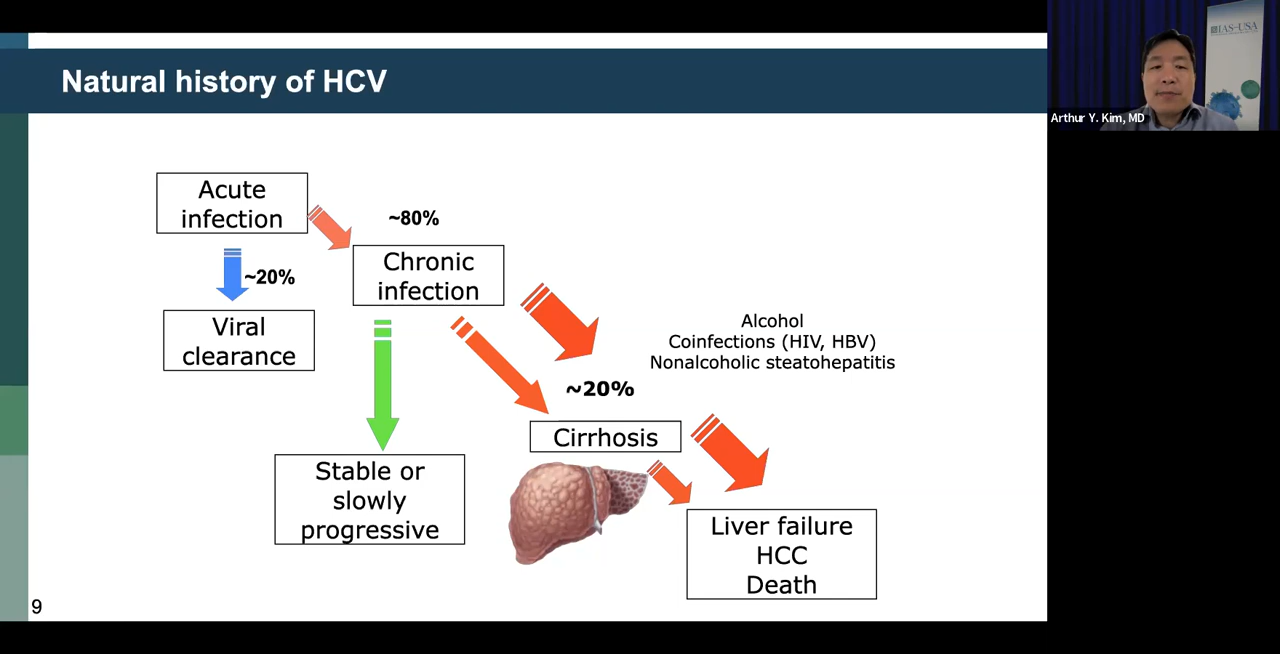 Natural history of HCV
IAS-USA
Arthur Y. Kim, MD
Acute
infection
~80%
~20%
Chronic
infection
Viral
clearance
Alcohol
Coinfections (HIV, HBV)
Nonalcoholic steatohepatitis
~20%
Cirrhosis
Stable or
slowly
progressive
Liver failure
HCC
Death
9